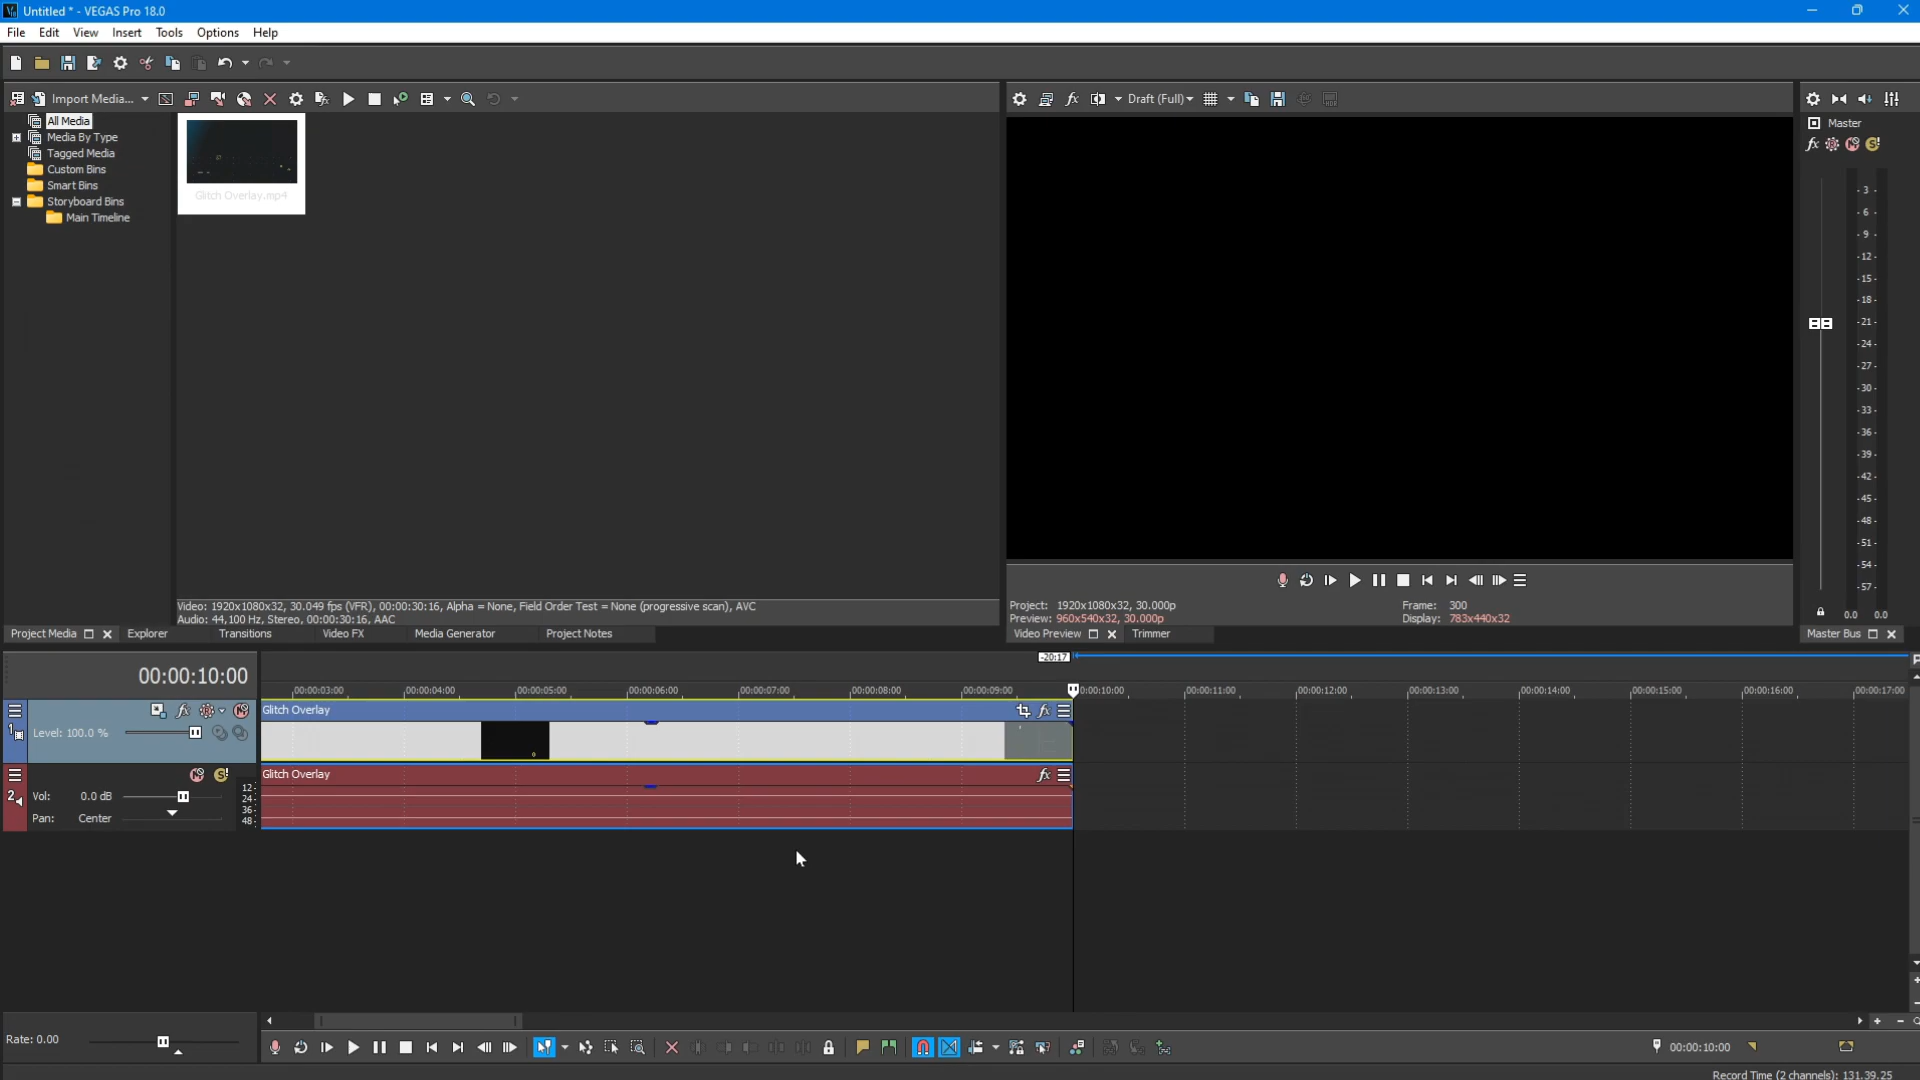 Untitled * - VEGAS Pro 18.0
File Edit View Insert Tools Options Help
Import Media... Draft (Full)
All Media
Media By Type
Tagged Media
Custom Bins
Smart Bins
Storyboard Bins
Main Timeline
Glitch Overlay.mp4
Master
-3-
-6-
-9-
-12-
-15-
-18-
-21-
-24-
-27-
-30-
-33-
-36-
-39-
-42-
-45-
-48-
-51-
-54-
-57-
0.0 0.0
Video: 1920x1080x32, 30.049 fps (VFR), 00:00:30:16, Alpha = None, Field Order Test = None (progressive scan), AVC
Audio: 44,100 Hz, Stereo, 00:00:30:16, AAC
Project: 1920x1080x32, 30.000p Frame: 300
Preview: 960x540x32, 30.000p Display: 783x440x32
Project Media Explorer Transitions Video FX Media Generator Project Notes Video Preview Trimmer Master Bus
-20:17
00:00:10:00
00:00:03:00 00:00:04:00 00:00:05:00 00:00:06:00 00:00:07:00 00:00:08:00 00:00:09:00 0:00:10:00 00:00:11:00 00:00:12:00 00:00:13:00 00:00:14:00 00:00:15:00 00:00:16:00 00:00:17:00
1 Level: 100.0 % Glitch Overlay
Glitch Overlay
2 Vol: 0.0 dB
Pan: Center
12-
24-
36-
48-
Rate: 0.00
00:00:10:00
Record Time (2 channels): 131.39.25